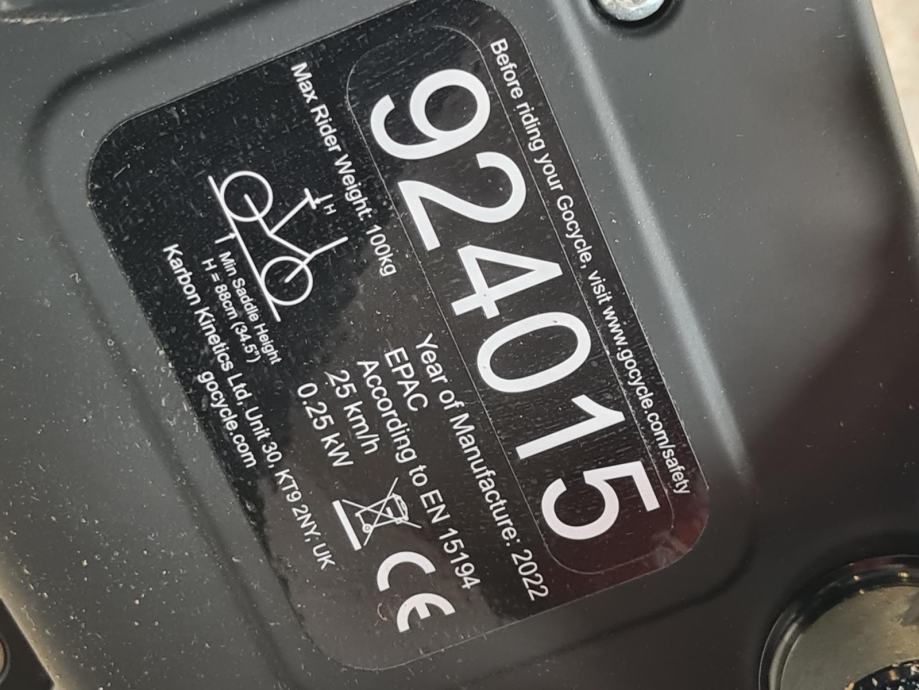 Before riding your Gocycle, visit www.gocycle.com/safety
924015
Max Rider Weight: 100kg
Year of Manufacture: 2022
EPAC
According to EN 15194
25 km/h
0.25 kW
H
Min Saddle Height
H = 88cm (34.5")
Karbon Kinetics Ltd, Unit 30, KT9 2NY, UK
gocycle.com
CE